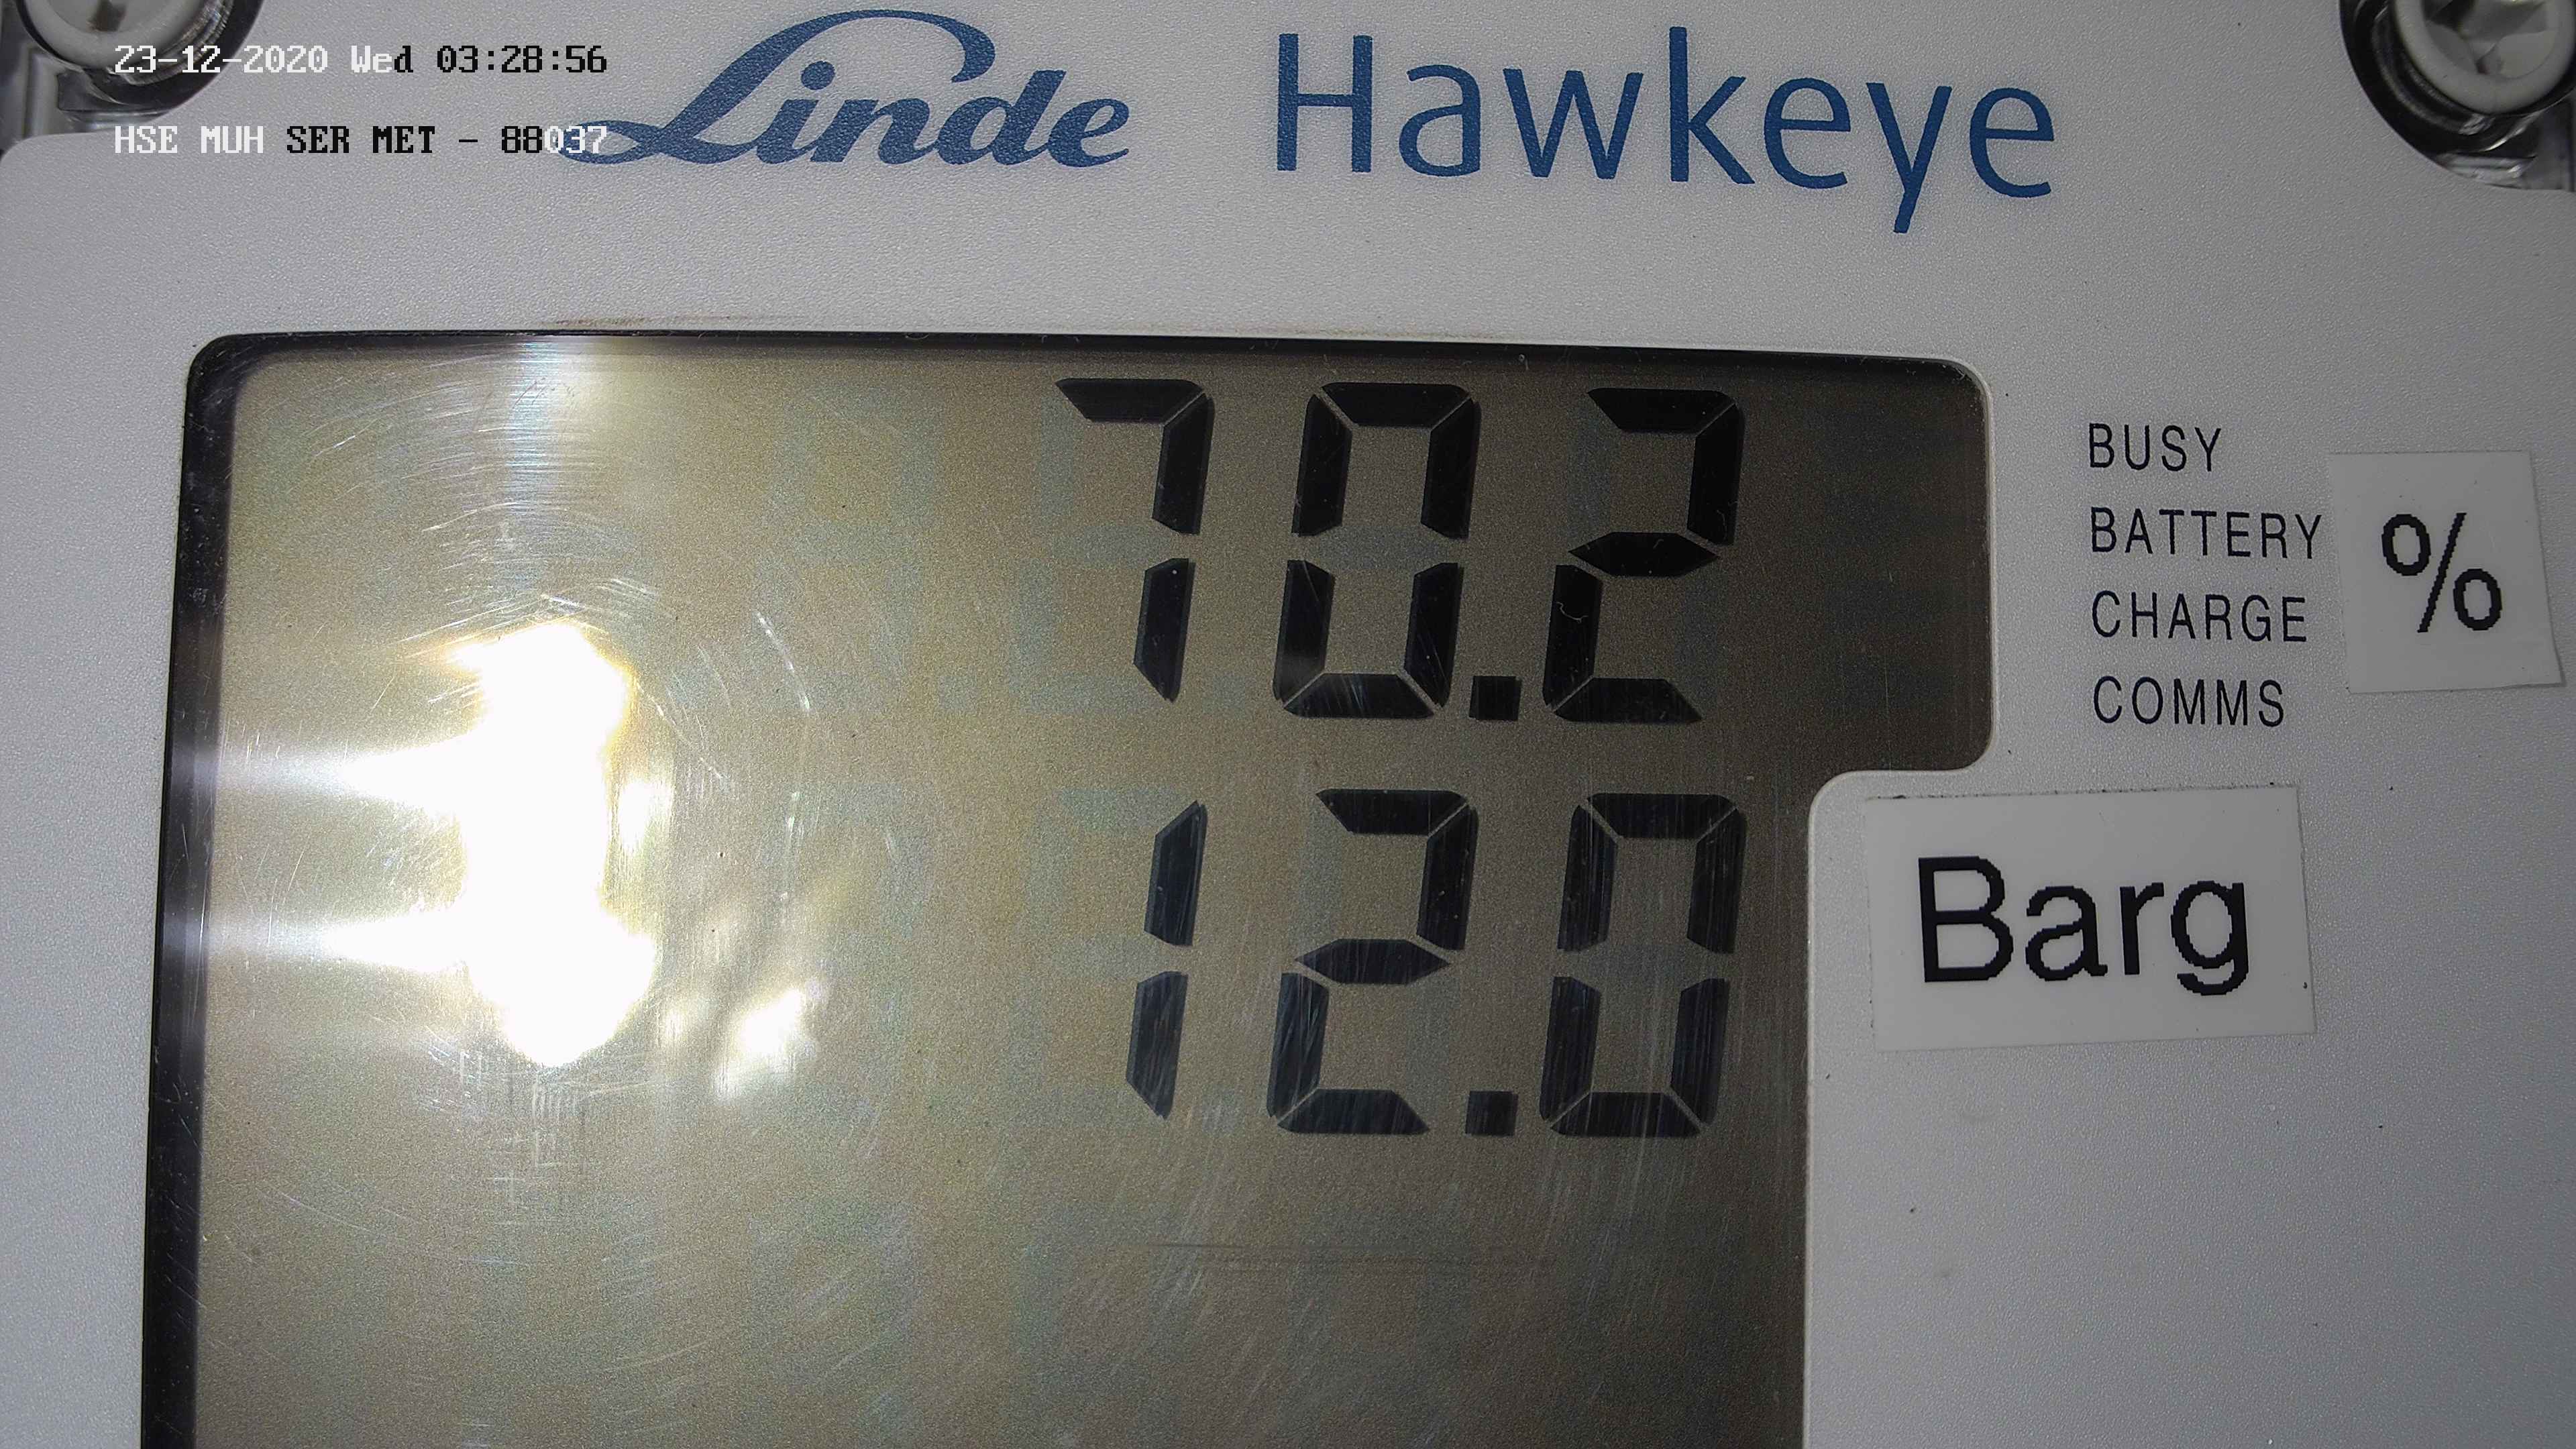 23-12-2020 Wed 03:28:56
HSE MUH SER MET - 88037
Linde Hawkeye
70.2
BUSY
BATTERY
CHARGE
COMMS
%
12.0
Barg